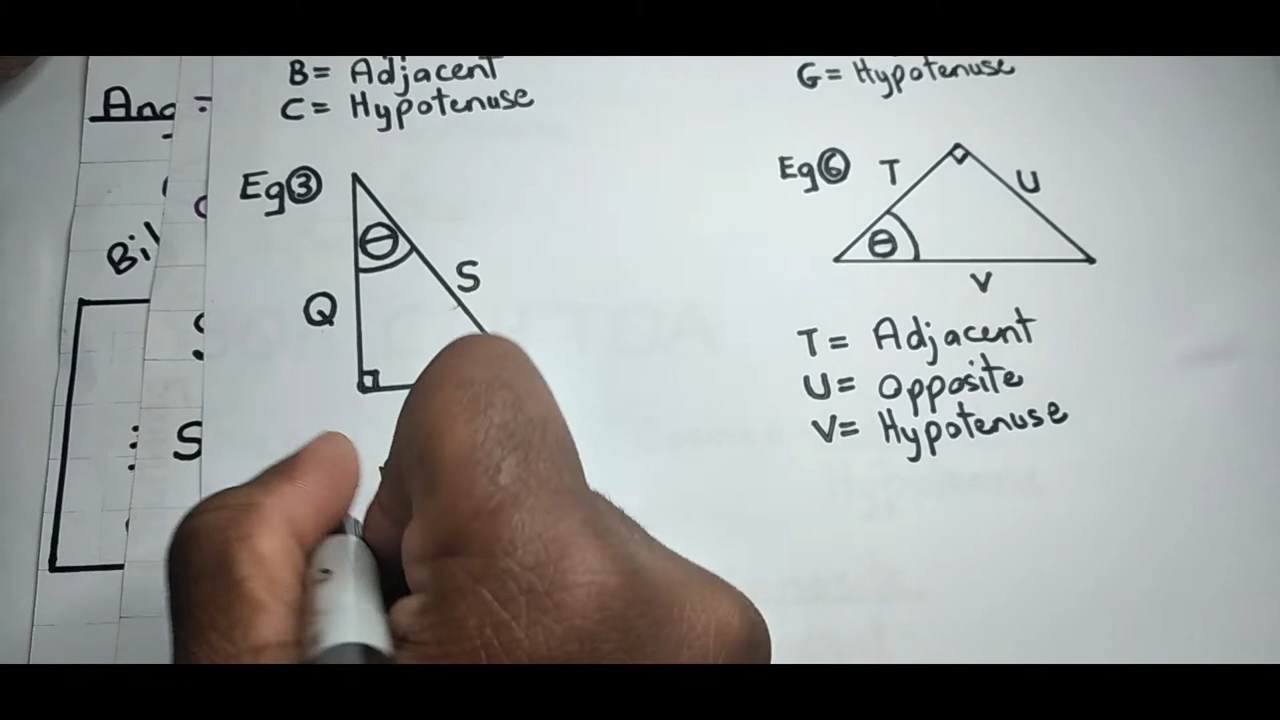 B= Adjacent
C= Hypotenuse
G= Hypotenuse
Eg③
Θ
Q
S
Eg⑥
T
U
Θ
V
T= Adjacent
U= Opposite
V= Hypotenuse
S